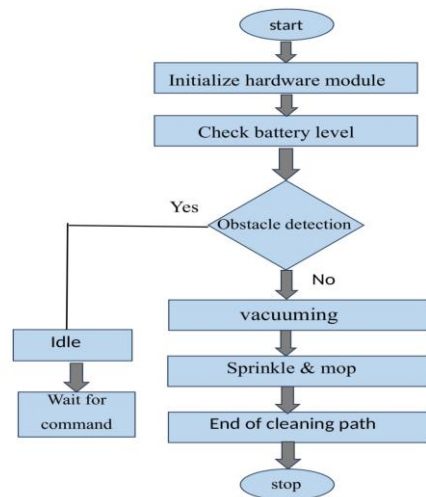 start
Initialize hardware module
Check battery level
Yes
Obstacle detection
No
vacuuming
Idle
Sprinkle & mop
Wait for
command
End of cleaning path
stop